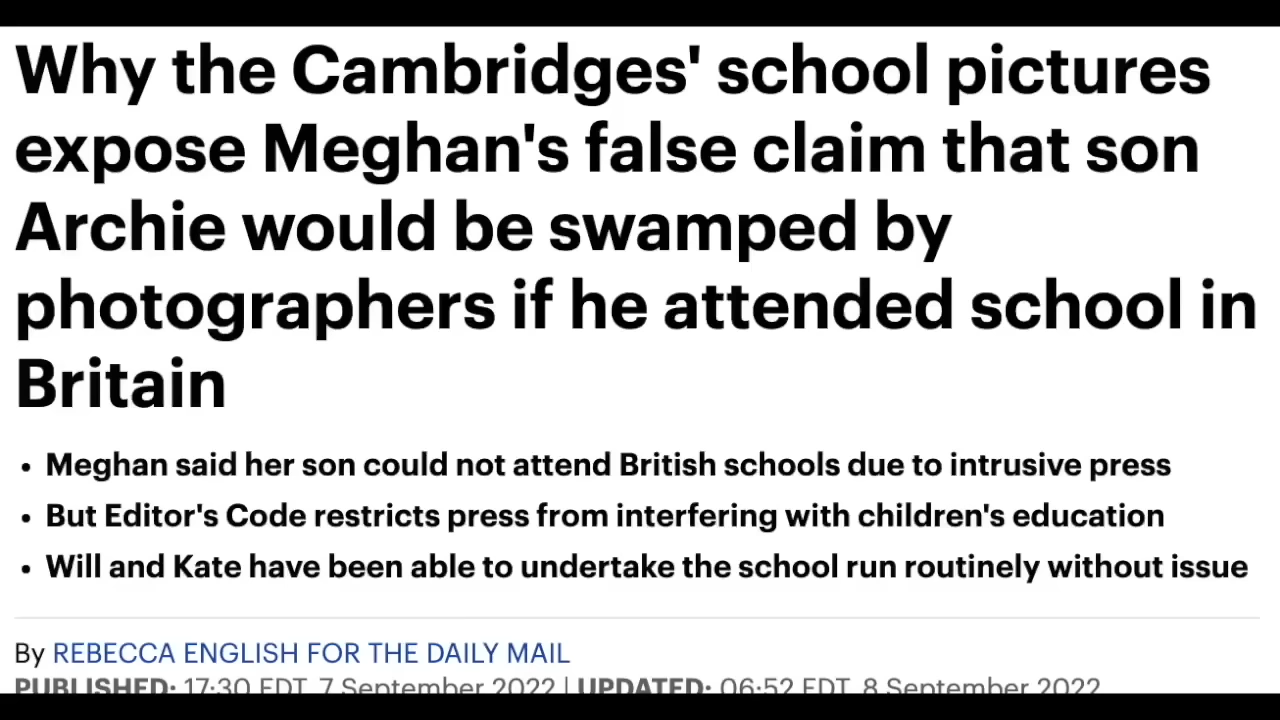 Why the Cambridges' school pictures
expose Meghan's false claim that son
Archie would be swamped by
photographers if he attended school in
Britain
• Meghan said her son could not attend British schools due to intrusive press
• But Editor's Code restricts press from interfering with children's education
• Will and Kate have been able to undertake the school run routinely without issue
By REBECCA ENGLISH FOR THE DAILY MAIL
PUBLISHED: 17:30 EDT, 7 September 2022 | UPDATED: 06:52 EDT, 8 September 2022